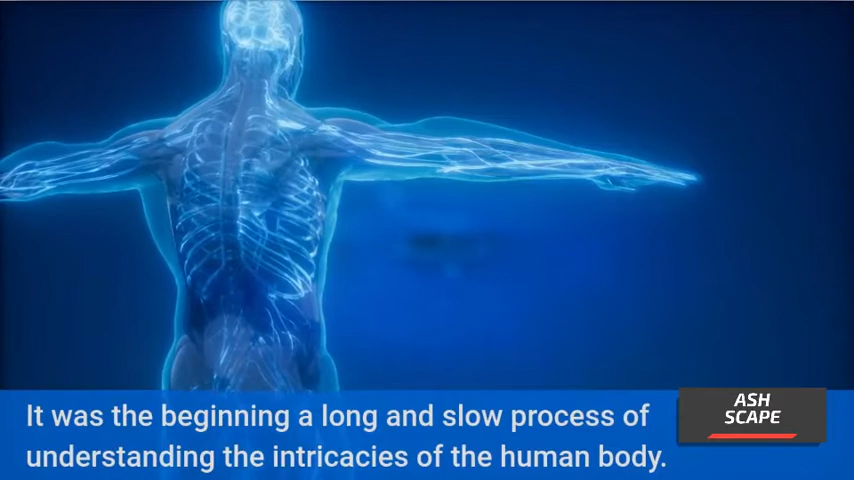 It was the beginning a long and slow process of
understanding the intricacies of the human body.
ASH
SCAPE